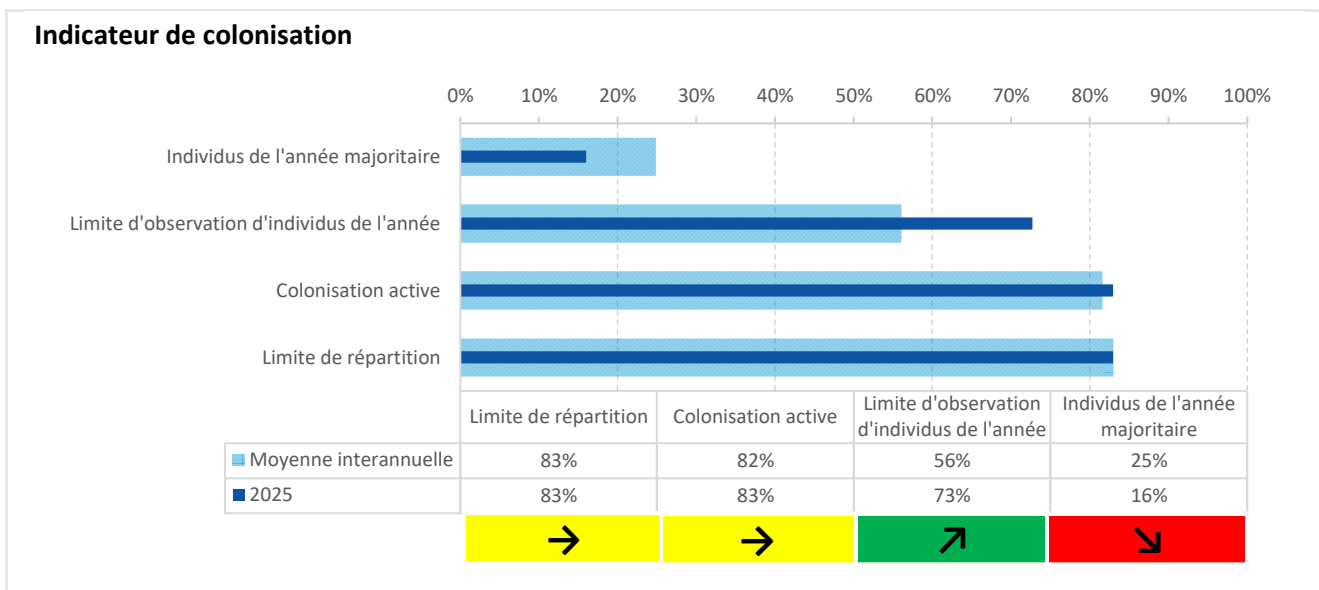 Indicateur de colonisation
0% 10% 20% 30% 40% 50% 60% 70% 80% 90% 100%
Individus de l'année majoritaire
Limite d'observation d'individus de l'année
Colonisation active
Limite de répartition
Limite de répartition Colonisation active Limite d'observation d'individus de l'année Individus de l'année majoritaire
Moyenne interannuelle 83% 82% 56% 25%
2025 83% 83% 73% 16%
→ → ↗ ↘